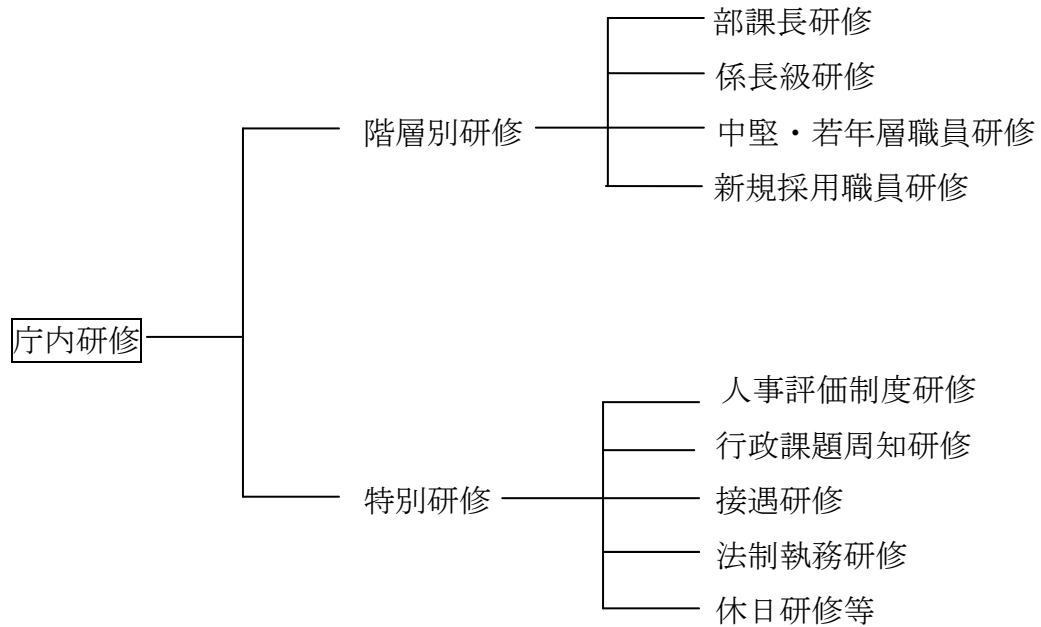 庁内研修
階層別研修
部課長研修
係長級研修
中堅・若年層職員研修
新規採用職員研修
特別研修
人事評価制度研修
行政課題周知研修
接遇研修
法制執務研修
休日研修等